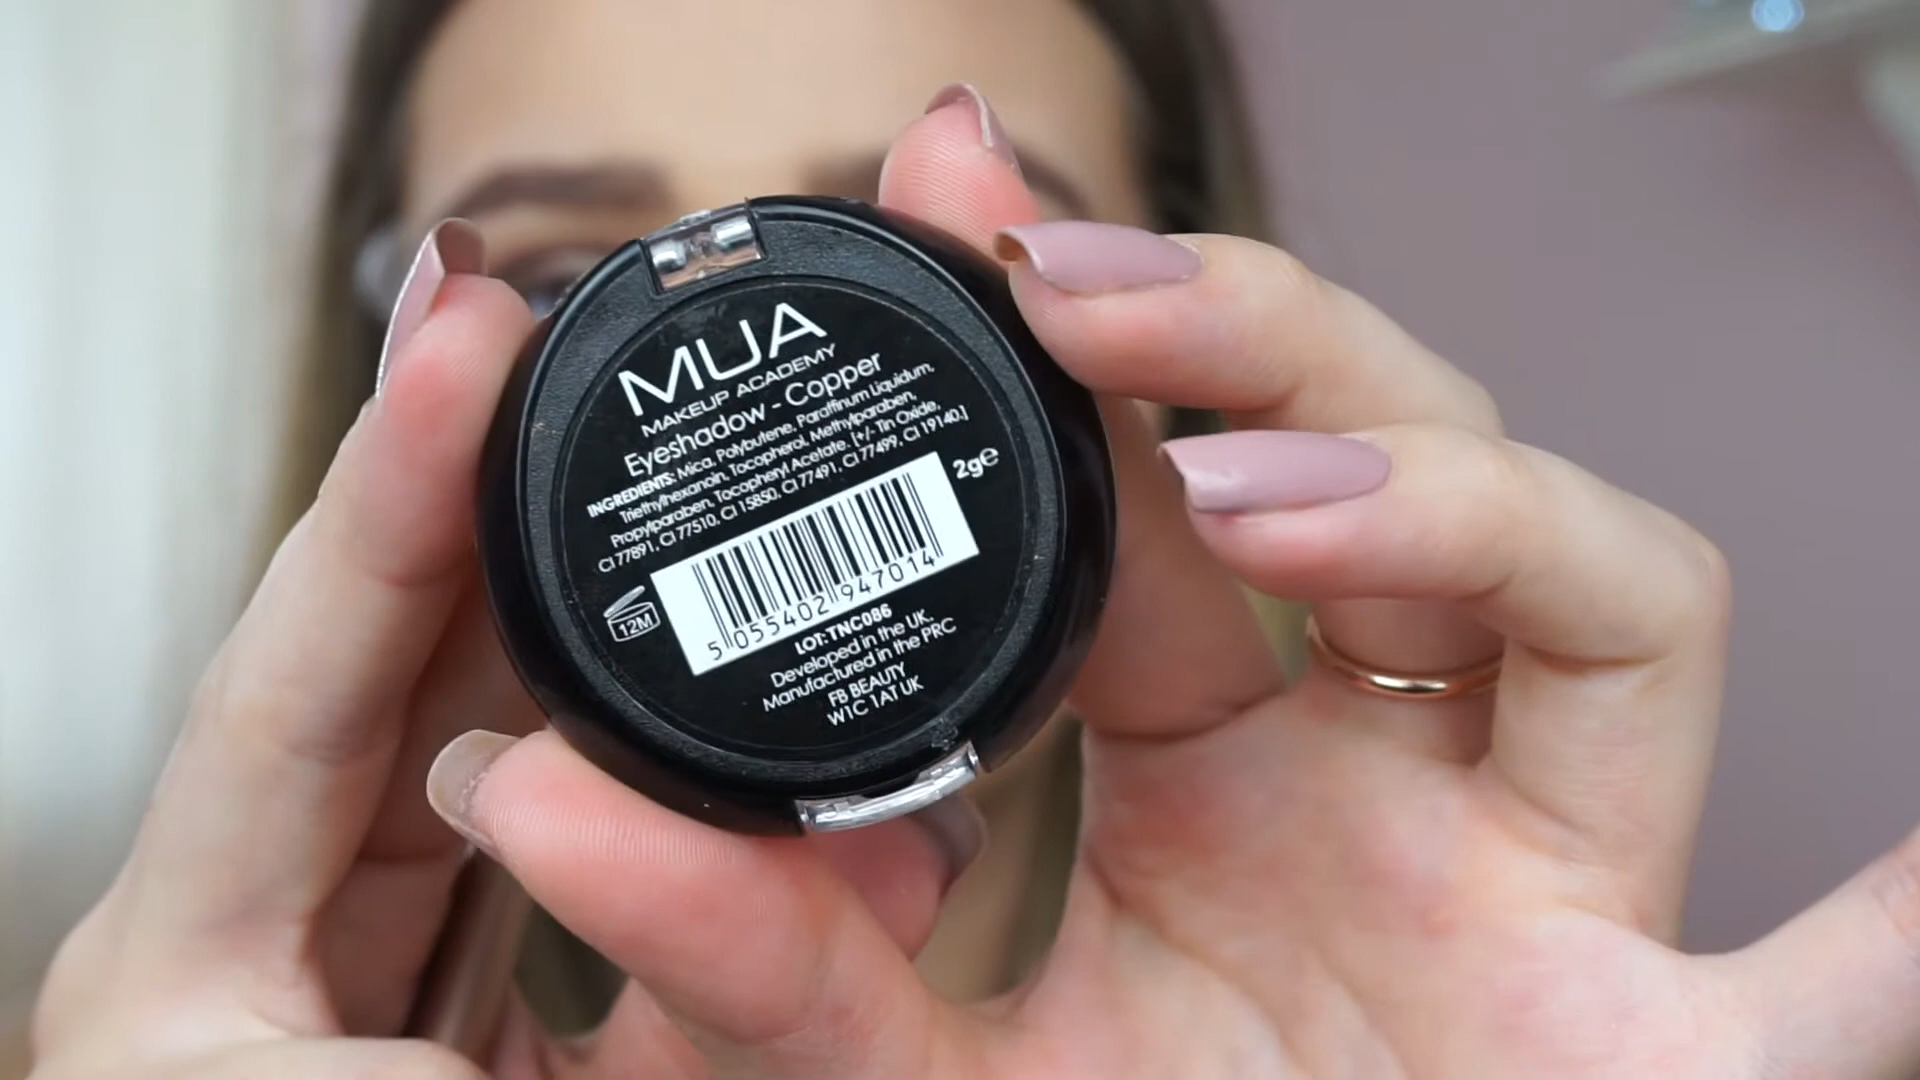 MUA
MAKEUP ACADEMY
Eyeshadow - Copper
INGREDIENTS: Mica, Polybutene, Paraffinum Liquidum,
Triethylhexanoin, Tocopherol, Methylparaben,
Propylparaben, Tocopheryl Acetate. [+/- Tin Oxide,
CI 77891, CI 77510, CI 15850, CI 77491, CI 77499, CI 19140.]
2g℮
5 055402 947014
12M
LOT: TNC086
Developed in the UK.
Manufactured in the PRC
FB BEAUTY
W1C 1AT UK